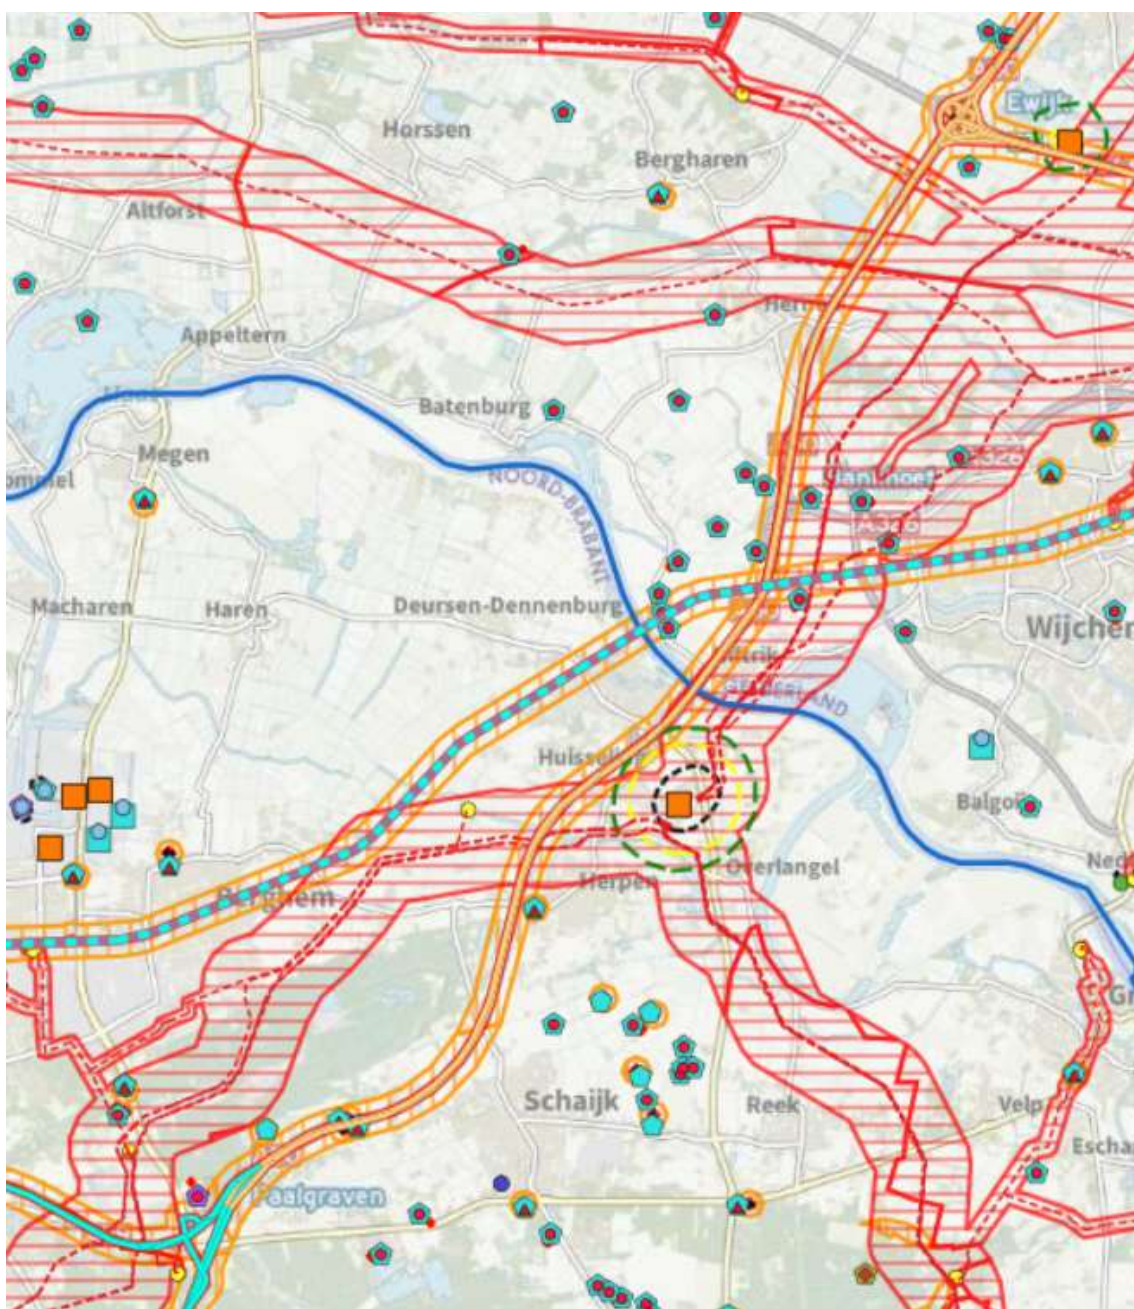 Ewijk
Horssen
Bergharen
Altforst
Appeltern
Batenburg
Megen
NOORD-BRABANT
A326
Macharen
Haren
Deursen-Dennenburg
Wijchen
GELDERLAND
Balgoij
Overlangel
Herpen
Berghem
Schaijk
Reek
Velp
Paalgraven